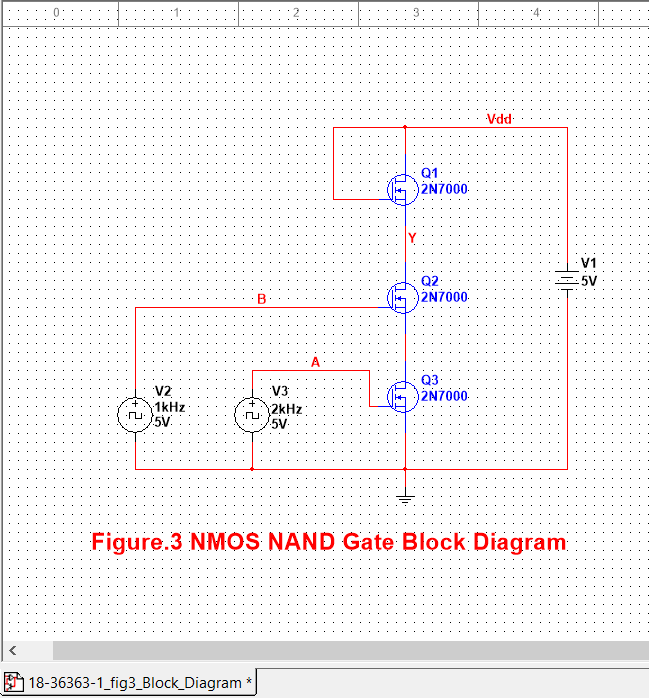 0 1 2 3 4
Vdd
Q1
2N7000
Y
Q2
2N7000
V1
5V
B
A
Q3
2N7000
V2
1kHz
5V
V3
2kHz
5V
Figure.3 NMOS NAND Gate Block Diagram
18-36363-1_fig3_Block_Diagram *